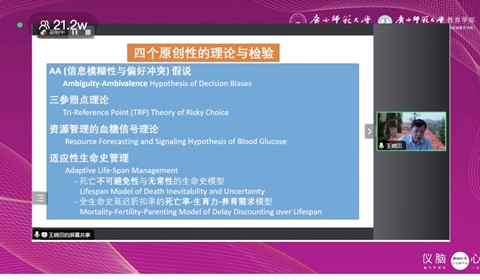 21.2w
四个原创性的理论与检验
AA (信息模糊性与偏好冲突) 假说
Ambiguity-Ambivalence Hypothesis of Decision Biases
三参照点理论
Tri-Reference Point (TRP) Theory of Risky Choice
资源管理的血糖信号理论
Resource Forecasting and Signaling Hypothesis of Blood Glucose
适应性生命史管理
Adaptive Life-Span Management
- 死亡不可避免性与无常性的生命史模型
Lifespan Model of Death Inevitability and Uncertainty
- 全生命史延迟折扣率的死亡率-生育力-养育需求模型
Mortality-Fertility-Parenting Model of Delay Discounting over Lifespan
王晓田
王晓田的屏幕共享
教育学部
仪脑
心